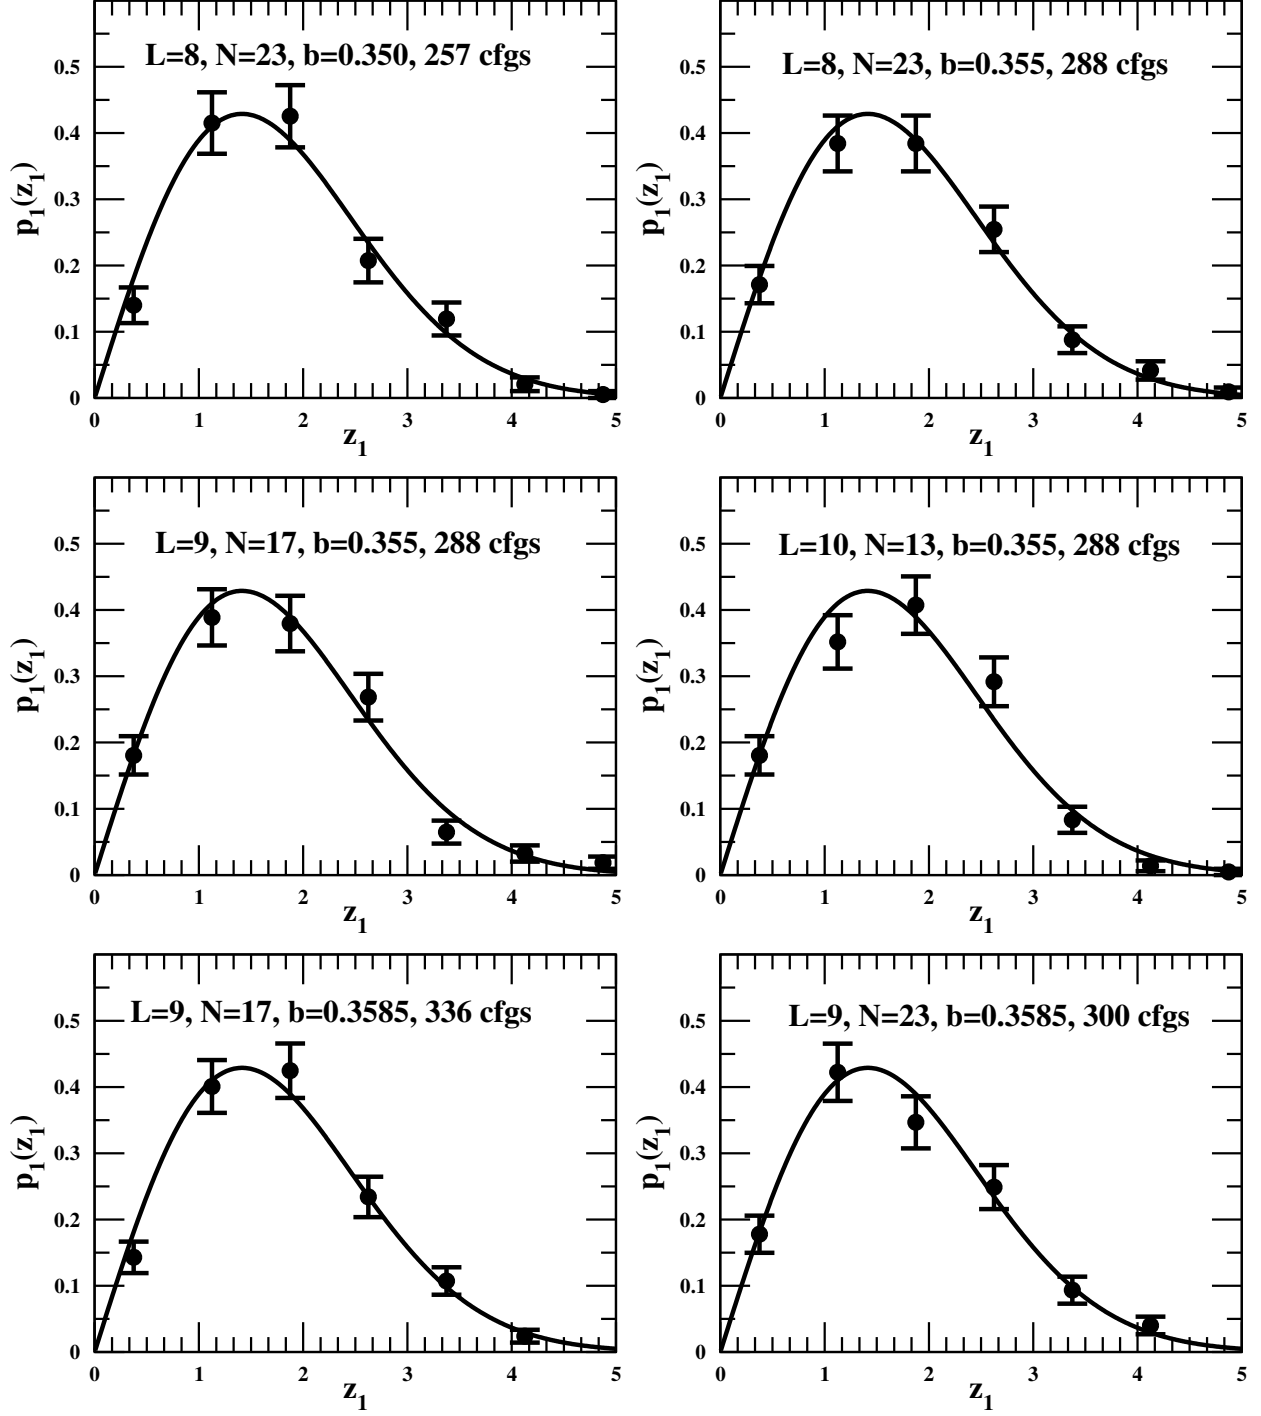 L=8, N=23, b=0.350, 257 cfgs
0.5
0.4
0.3
0.2
0.1
0
p1(z1)
0 1 2 3 4 5
z1
L=8, N=23, b=0.355, 288 cfgs
0.5
0.4
0.3
0.2
0.1
0
p1(z1)
0 1 2 3 4 5
z1
L=9, N=17, b=0.355, 288 cfgs
0.5
0.4
0.3
0.2
0.1
0
p1(z1)
0 1 2 3 4 5
z1
L=10, N=13, b=0.355, 288 cfgs
0.5
0.4
0.3
0.2
0.1
0
p1(z1)
0 1 2 3 4 5
z1
L=9, N=17, b=0.3585, 336 cfgs
0.5
0.4
0.3
0.2
0.1
0
p1(z1)
0 1 2 3 4 5
z1
L=9, N=23, b=0.3585, 300 cfgs
0.5
0.4
0.3
0.2
0.1
0
p1(z1)
0 1 2 3 4 5
z1